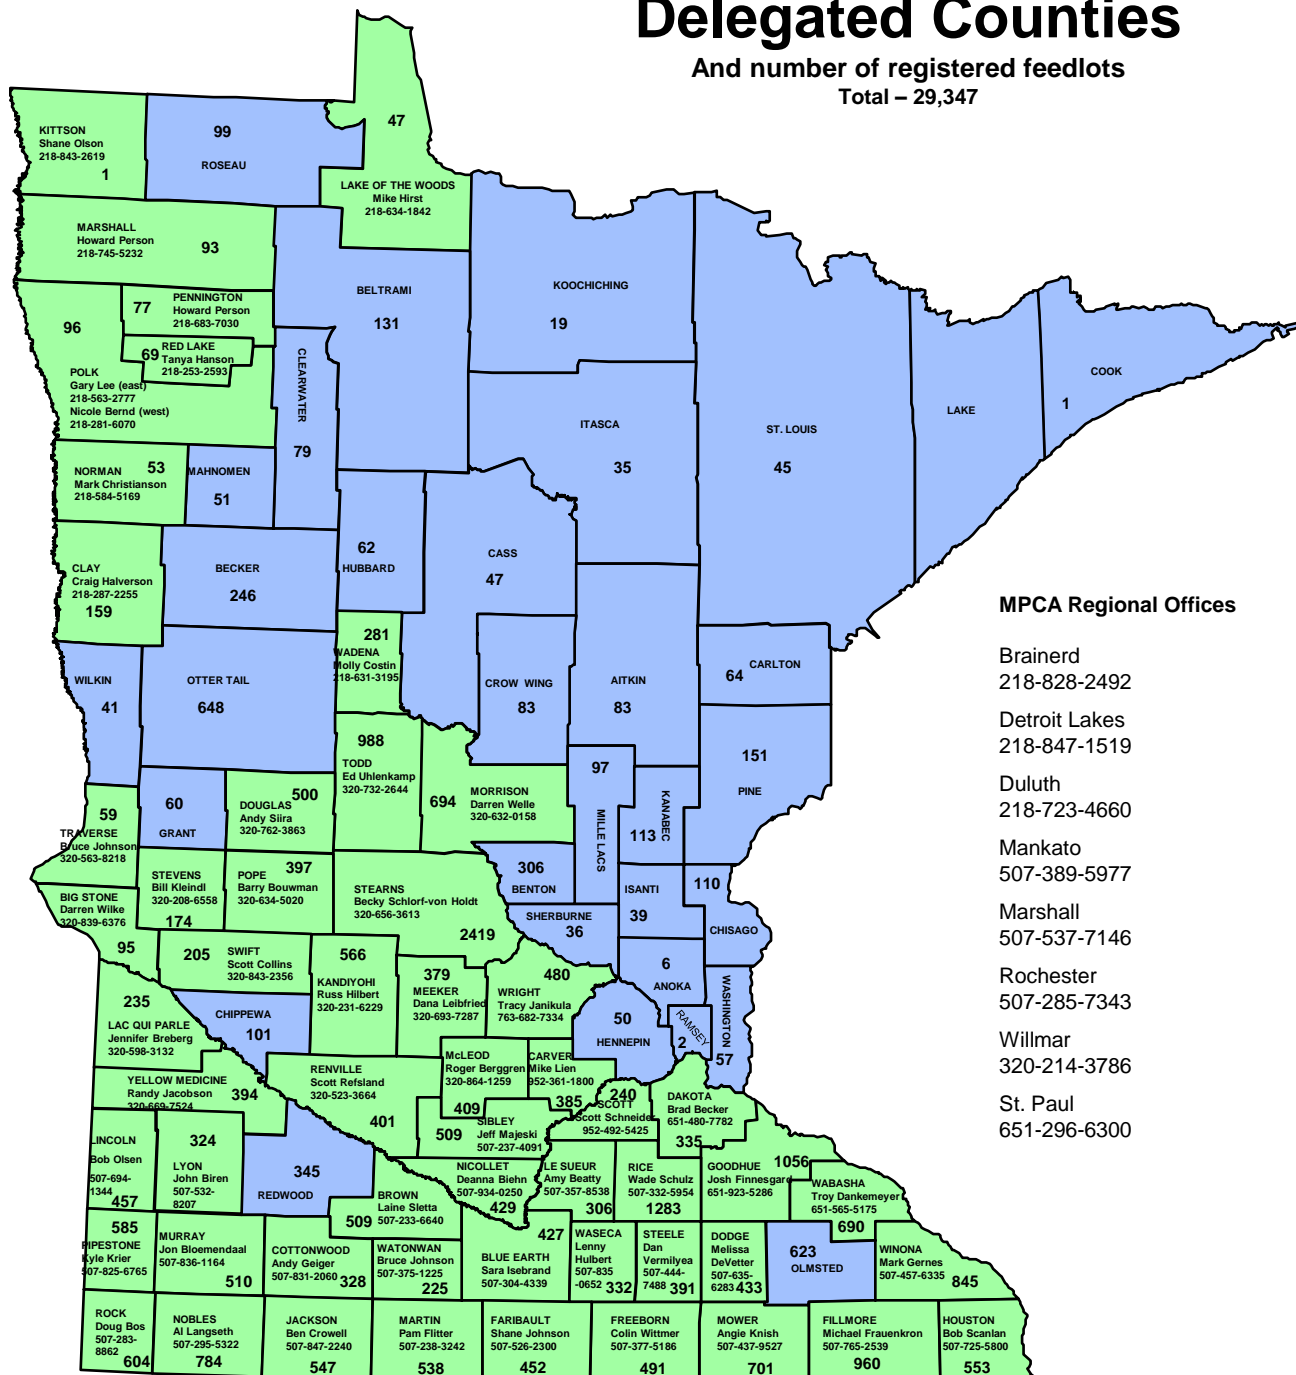 Delegated Counties
And number of registered feedlots
Total – 29,347
KITTSON
Shane Olson
218-843-2619
1
99
ROSEAU
47
LAKE OF THE WOODS
Mike Hirst
218-634-1842
MARSHALL
Howard Person
218-745-5232
93
BELTRAMI
131
KOOCHICHING
19
77
PENNINGTON
Howard Person
218-683-7030
69
RED LAKE
Tanya Hanson
218-253-2593
96
POLK
Gary Lee (east)
218-563-2777
Nicole Bernd (west)
218-281-6070
CLEARWATER
79
ITASCA
35
ST. LOUIS
45
LAKE
COOK
1
NORMAN
53
Mark Christianson
218-584-5169
MAHNOMEN
51
CLAY
Craig Halverson
218-287-2255
159
BECKER
246
62
HUBBARD
CASS
47
281
WADENA
Molly Costin
218-631-3195
WILKIN
41
OTTER TAIL
648
CROW WING
83
AITKIN
83
64
CARLTON
151
PINE
988
TODD
Ed Uhlenkamp
320-732-2644
694
MORRISON
Darren Welle
320-632-0158
97
MILLE LACS
113
KANABEC
59
TRAVERSE
Bruce Johnson
320-563-8218
60
GRANT
500
DOUGLAS
Andy Siira
320-762-3863
306
BENTON
ISANTI
39
110
CHISAGO
STEVENS
Bill Kleindl
320-208-6558
174
397
POPE
Barry Bouwman
320-634-5020
STEARNS
Becky Schlorf-von Holdt
320-656-3613
2419
SHERBURNE
36
BIG STONE
Darren Wilke
320-839-6376
95
205
SWIFT
Scott Collins
320-843-2356
566
KANDIYOHI
Russ Hilbert
320-231-6229
379
MEEKER
Dana Leibfried
320-693-7287
480
WRIGHT
Tracy Janikula
763-682-7334
6
ANOKA
WASHINGTON
57
RAMSEY
2
50
HENNEPIN
235
LAC QUI PARLE
Jennifer Breberg
320-598-3132
CHIPPEWA
101
RENVILLE
Scott Refsland
320-523-3664
401
McLEOD
Roger Berggren
320-864-1259
409
CARVER
Mike Lien
952-361-1800
385
240
SCOTT
Scott Schneider
952-492-5425
DAKOTA
Brad Becker
651-480-7782
335
YELLOW MEDICINE
Randy Jacobson
320-669-7524
394
509
SIBLEY
Jeff Majeski
507-237-4091
LINCOLN
Bob Olsen
507-694-
1344
457
324
LYON
John Biren
507-532-
8207
345
REDWOOD
509
BROWN
Laine Sletta
507-233-6640
NICOLLET
Deanna Biehn
507-934-0250
429
LE SUEUR
Amy Beatty
507-357-8538
306
RICE
Wade Schulz
507-332-5954
1283
1056
GOODHUE
Josh Finnesgard
651-923-5286
WABASHA
Troy Dankemeyer
651-565-5175
690
585
PIPESTONE
Kyle Krier
507-825-6765
MURRAY
Jon Bloemendaal
507-836-1164
510
COTTONWOOD
Andy Geiger
507-831-2060
328
WATONWAN
Bruce Johnson
507-375-1225
225
427
BLUE EARTH
Sara Isebrand
507-304-4339
WASECA
Lenny
Hulbert
507-835
-0652
332
STEELE
Dan
Vermilyea
507-444-
7488
391
DODGE
Melissa
DeVetter
507-635-
6283
433
623
OLMSTED
WINONA
Mark Gernes
507-457-6335
845
ROCK
Doug Bos
507-283-
8862
604
NOBLES
Al Langseth
507-295-5322
784
JACKSON
Ben Crowell
507-847-2240
547
MARTIN
Pam Flitter
507-238-3242
538
FARIBAULT
Shane Johnson
507-526-2300
452
FREEBORN
Colin Wittmer
507-377-5186
491
MOWER
Angie Knish
507-437-9527
701
FILLMORE
Michael Frauenkron
507-765-2539
960
HOUSTON
Bob Scanlan
507-725-5800
553
MPCA Regional Offices
Brainerd
218-828-2492
Detroit Lakes
218-847-1519
Duluth
218-723-4660
Mankato
507-389-5977
Marshall
507-537-7146
Rochester
507-285-7343
Willmar
320-214-3786
St. Paul
651-296-6300